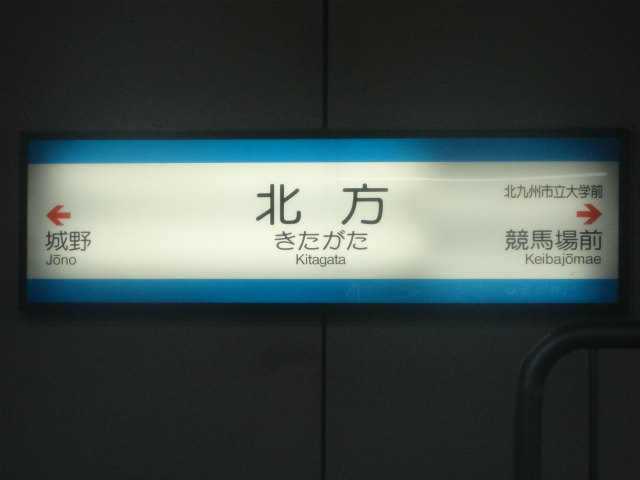 北方
きたがた
Kitagata
城野
Jōno
北九州市立大学前
競馬場前
Keibajōmae